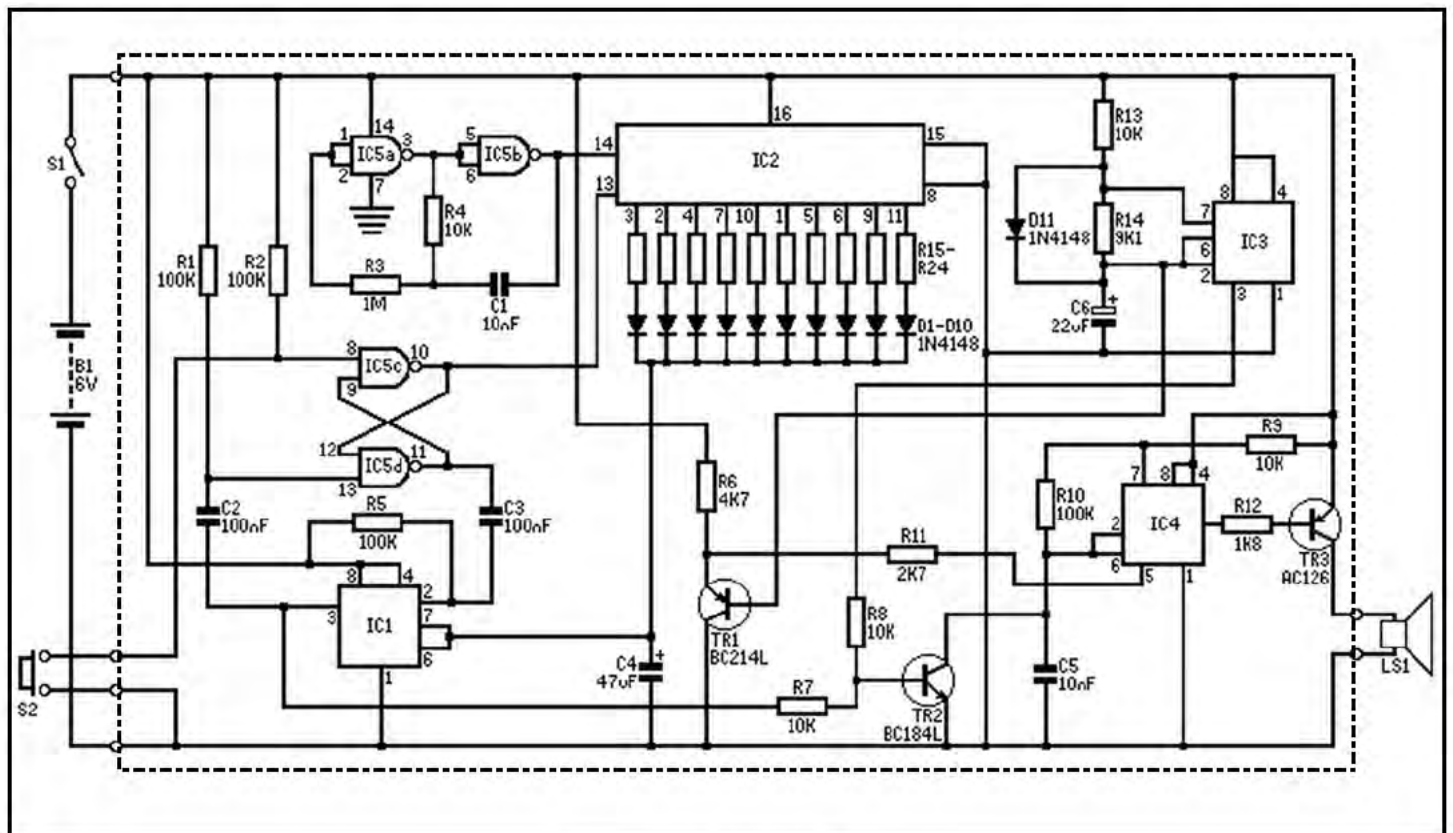 S1
B1
6V
S2
R1
100K
R2
100K
1
2
14
3
IC5a
7
5
6
IC5b
R4
10K
R3
1M
C1
10nF
8
9
10
IC5c
12
13
11
IC5d
C2
100nF
R5
100K
C3
100nF
8
4
2
3
7
6
1
IC1
14
13
16
15
8
IC2
3
2
4
7
10
1
5
6
9
11
R15-
R24
D1-D10
1N4148
R6
4K7
TR1
BC214L
C4
+
47uF
R7
10K
R8
10K
TR2
BC184L
R11
2K7
R13
10K
D11
1N4148
R14
9K1
C6
+
22uF
8
4
7
6
2
3
1
IC3
R9
10K
R10
100K
7
8
4
2
6
5
1
IC4
R12
1K8
TR3
AC126
C5
10nF
LS1